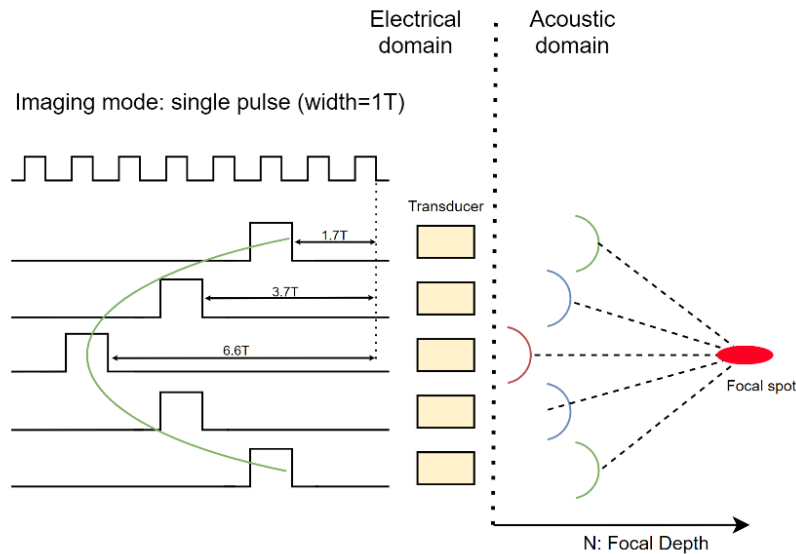 Electrical
domain
Acoustic
domain
Imaging mode: single pulse (width=1T)
Transducer
1.7T
3.7T
6.6T
Focal spot
N: Focal Depth